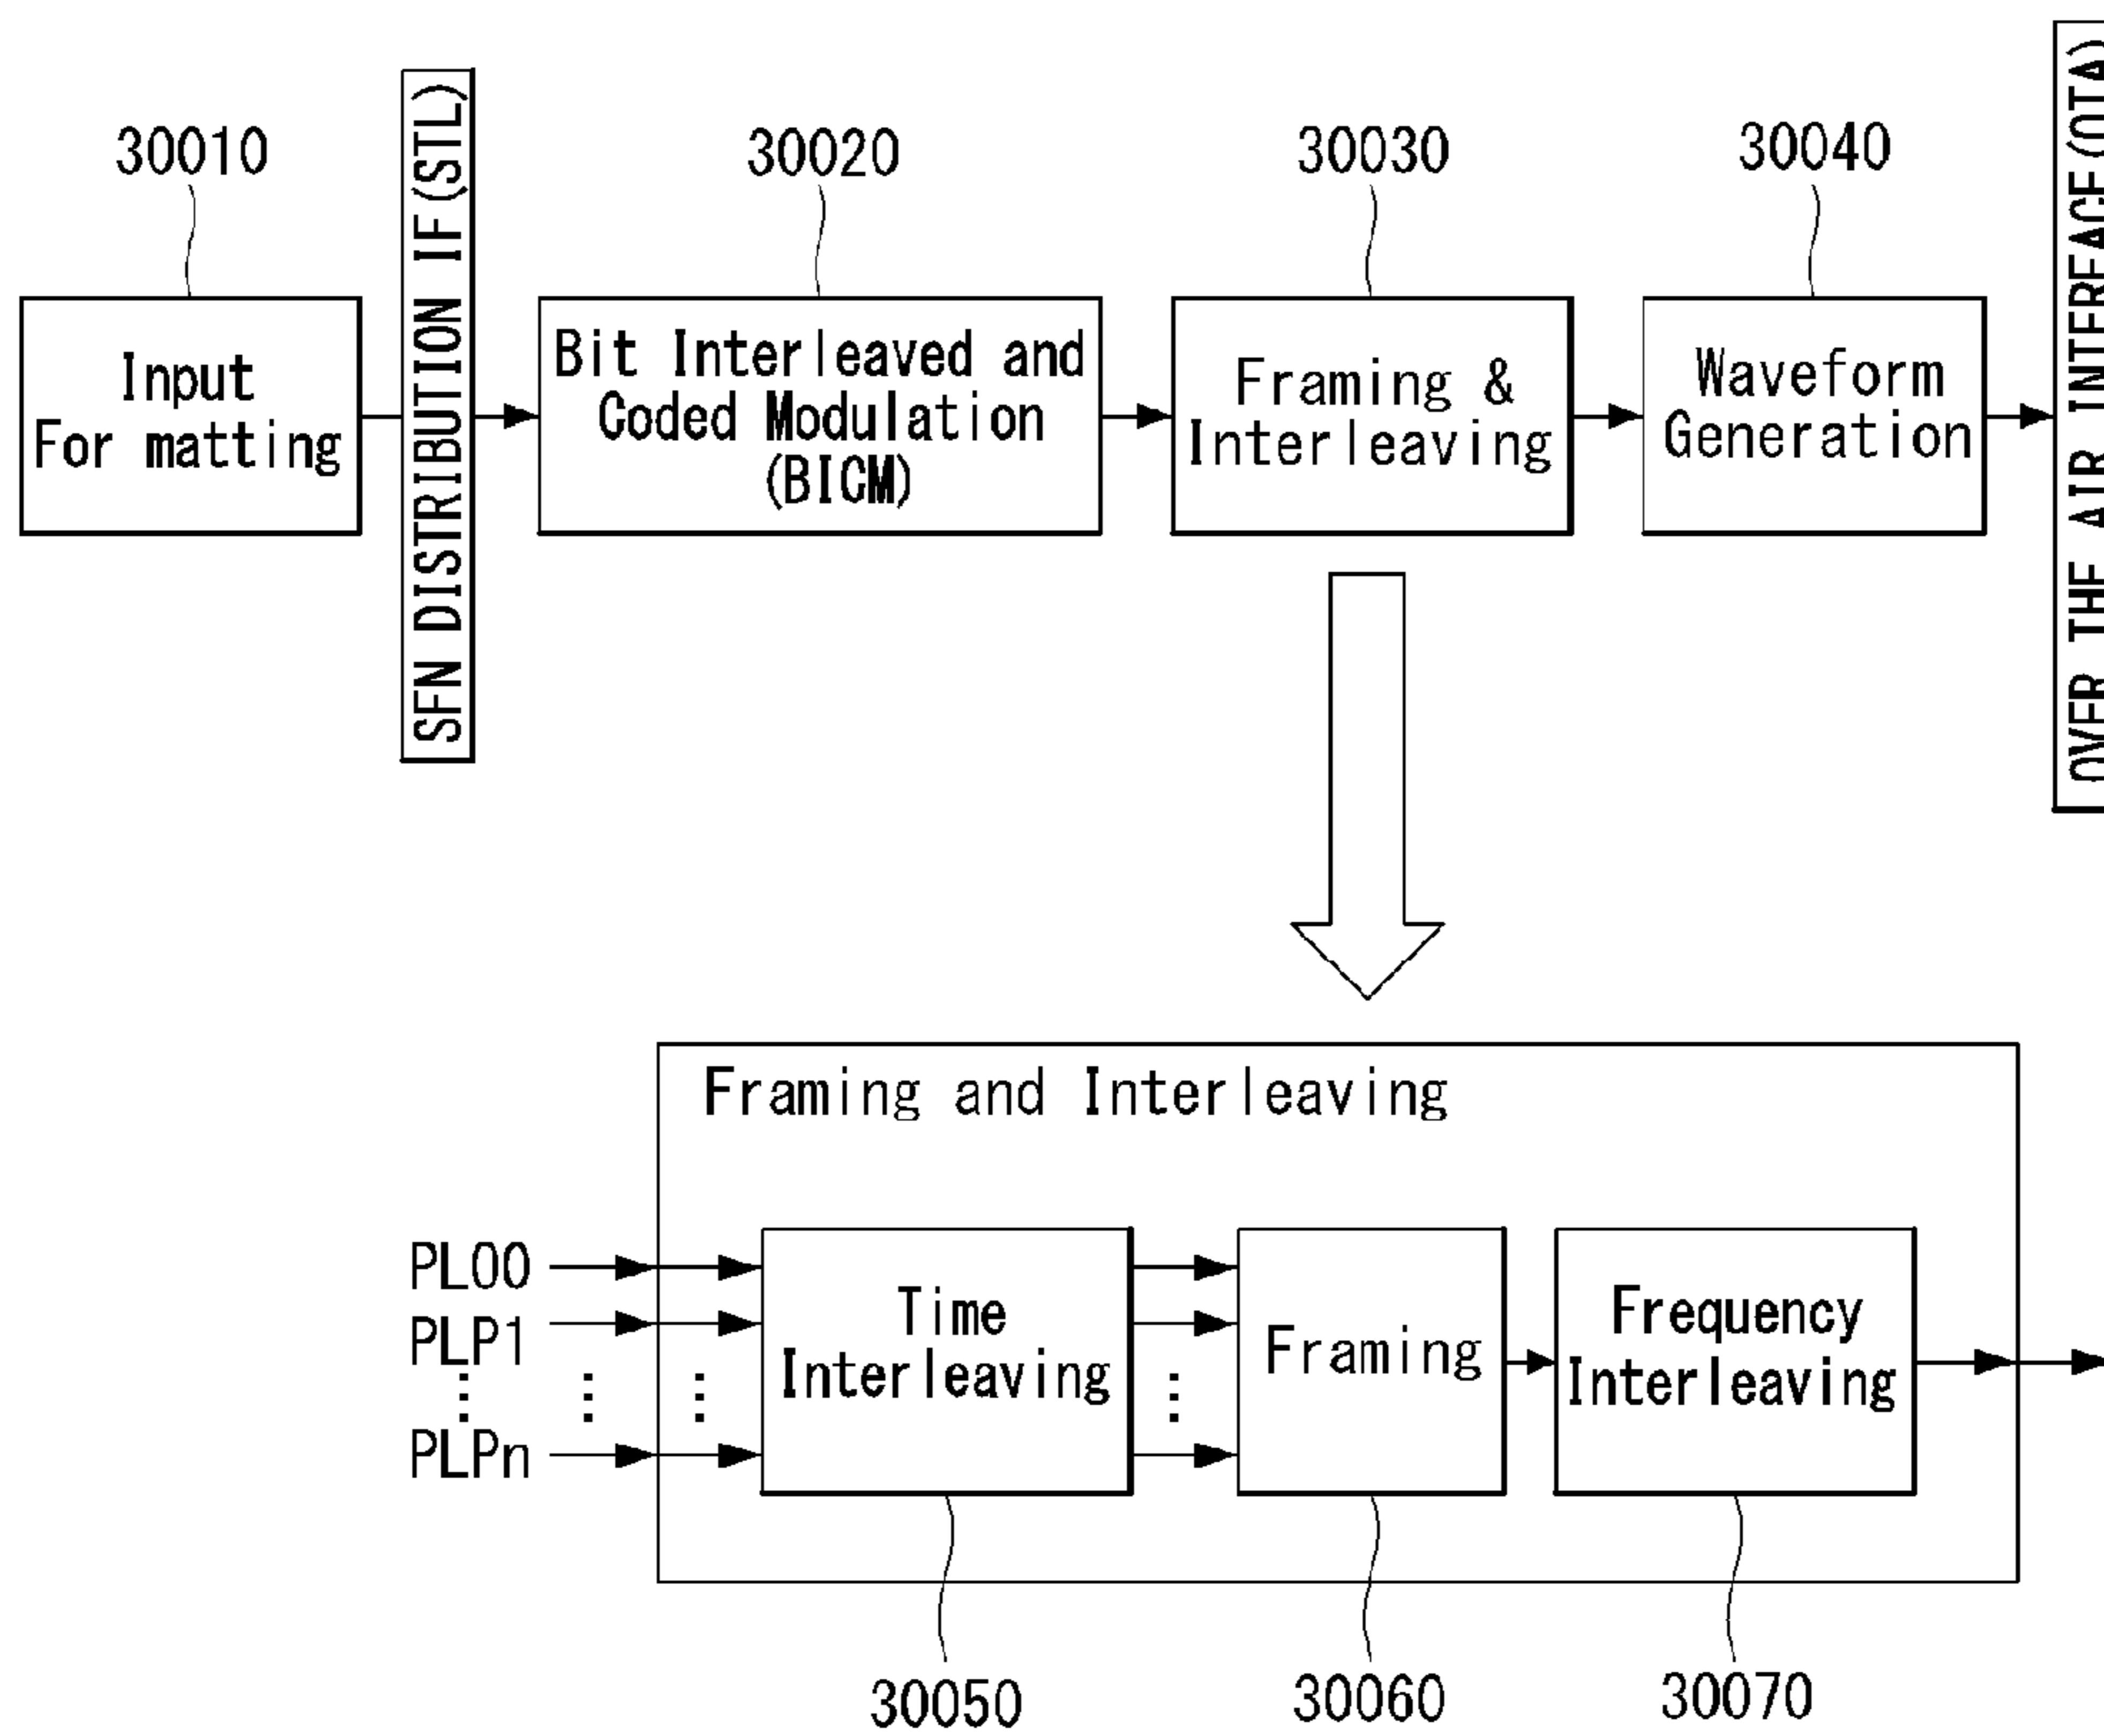 30010
30020
30030
30040
Input
For matting
SFN DISTRIBUTION IF(STL)
Bit Interleaved and
Coded Modulation
(BICM)
Framing &
Interleaving
Waveform
Generation
OVER THE AIR INTEREACE(OTA)
Framing and Interleaving
PL00
PLP1
PLPn
Time
Interleaving
Framing
Frequency
Interleaving
30050
30060
30070